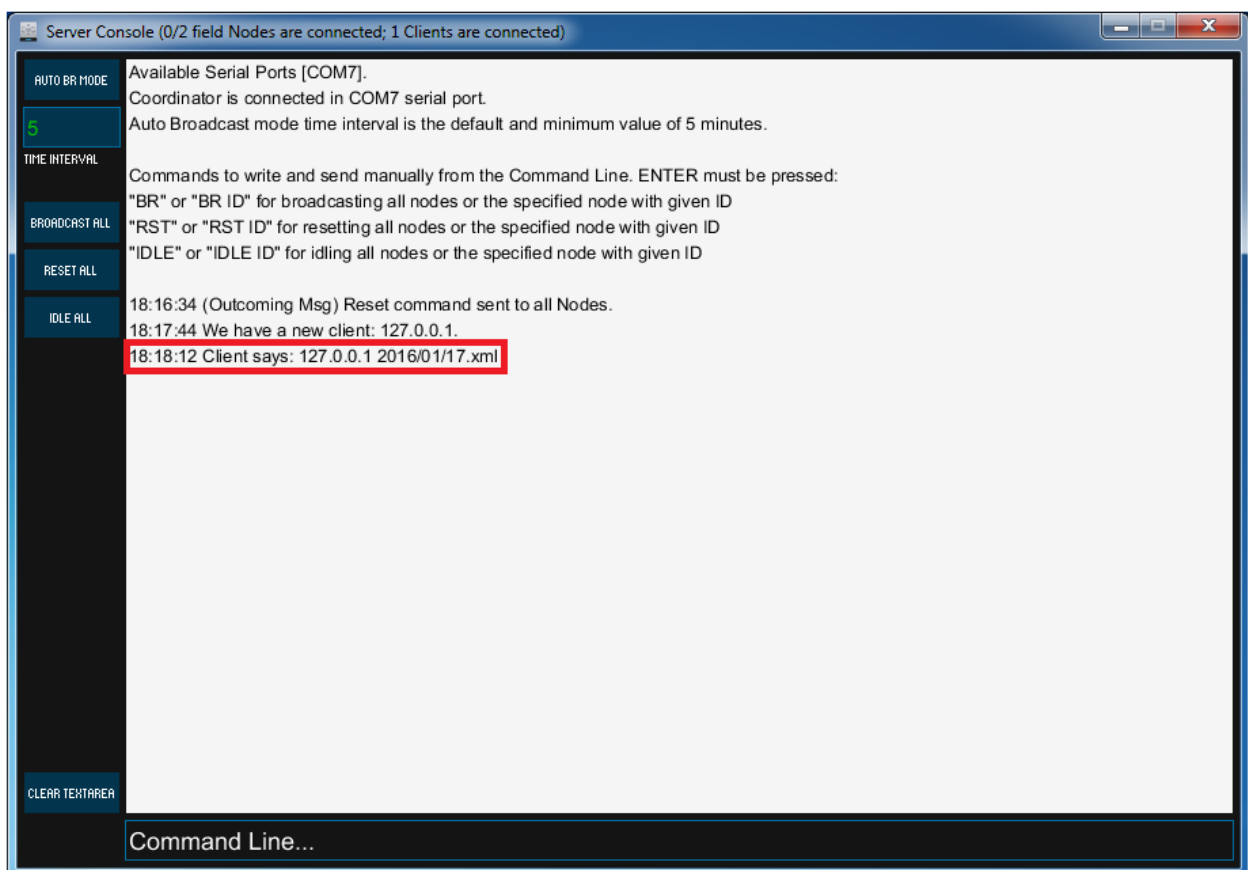 Server Console (0/2 field Nodes are connected; 1 Clients are connected)
AUTO BR MODE
5
TIME INTERVAL
BROADCAST ALL
RESET ALL
IDLE ALL
CLEAR TEXTAREA
Available Serial Ports [COM7].
Coordinator is connected in COM7 serial port.
Auto Broadcast mode time interval is the default and minimum value of 5 minutes.
Commands to write and send manually from the Command Line. ENTER must be pressed:
"BR" or "BR ID" for broadcasting all nodes or the specified node with given ID
"RST" or "RST ID" for resetting all nodes or the specified node with given ID
"IDLE" or "IDLE ID" for idling all nodes or the specified node with given ID
18:16:34 (Outcoming Msg) Reset command sent to all Nodes.
18:17:44 We have a new client: 127.0.0.1.
18:18:12 Client says: 127.0.0.1 2016/01/17.xml
Command Line...